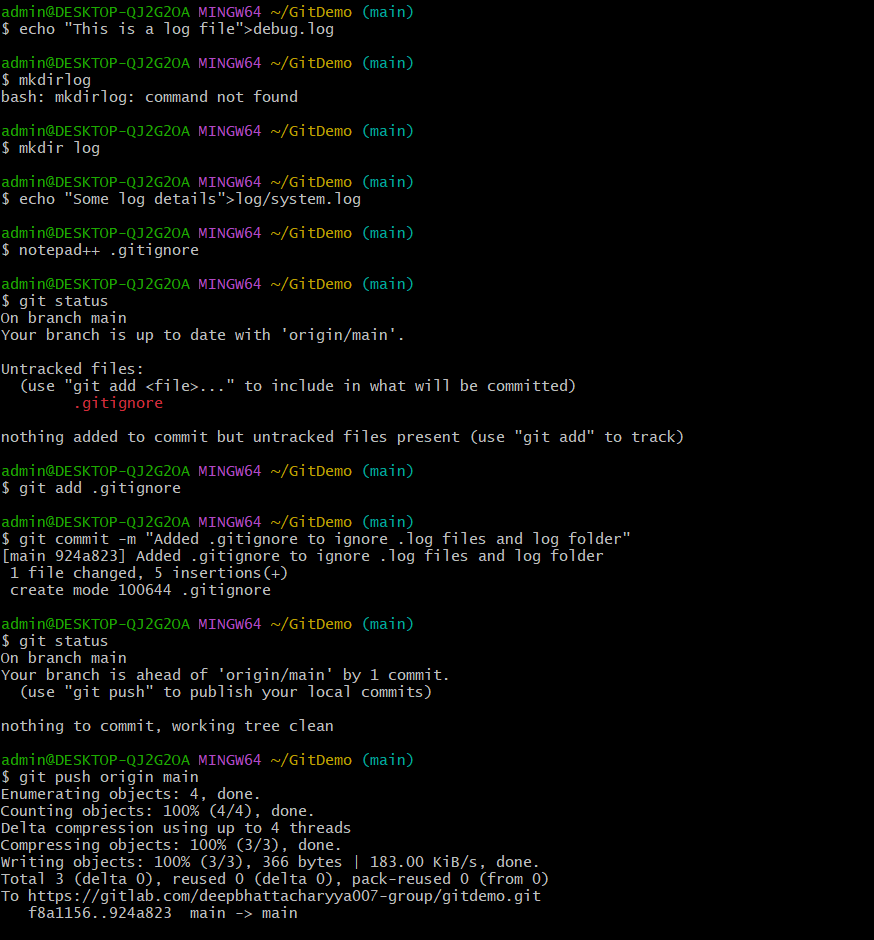 admin@DESKTOP-QJ2G2OA MINGW64 ~/GitDemo (main)
$ echo "This is a log file">debug.log
admin@DESKTOP-QJ2G2OA MINGW64 ~/GitDemo (main)
$ mkdirlog
bash: mkdirlog: command not found
admin@DESKTOP-QJ2G2OA MINGW64 ~/GitDemo (main)
$ mkdir log
admin@DESKTOP-QJ2G2OA MINGW64 ~/GitDemo (main)
$ echo "Some log details">log/system.log
admin@DESKTOP-QJ2G2OA MINGW64 ~/GitDemo (main)
$ notepad++ .gitignore
admin@DESKTOP-QJ2G2OA MINGW64 ~/GitDemo (main)
$ git status
On branch main
Your branch is up to date with 'origin/main'.
Untracked files:
  (use "git add <file>..." to include in what will be committed)
        .gitignore
nothing added to commit but untracked files present (use "git add" to track)
admin@DESKTOP-QJ2G2OA MINGW64 ~/GitDemo (main)
$ git add .gitignore
admin@DESKTOP-QJ2G2OA MINGW64 ~/GitDemo (main)
$ git commit -m "Added .gitignore to ignore .log files and log folder"
[main 924a823] Added .gitignore to ignore .log files and log folder
 1 file changed, 5 insertions(+)
 create mode 100644 .gitignore
admin@DESKTOP-QJ2G2OA MINGW64 ~/GitDemo (main)
$ git status
On branch main
Your branch is ahead of 'origin/main' by 1 commit.
  (use "git push" to publish your local commits)
nothing to commit, working tree clean
admin@DESKTOP-QJ2G2OA MINGW64 ~/GitDemo (main)
$ git push origin main
Enumerating objects: 4, done.
Counting objects: 100% (4/4), done.
Delta compression using up to 4 threads
Compressing objects: 100% (3/3), done.
Writing objects: 100% (3/3), 366 bytes | 183.00 KiB/s, done.
Total 3 (delta 0), reused 0 (delta 0), pack-reused 0 (from 0)
To https://gitlab.com/deepbhattacharyya007-group/gitdemo.git
   f8a1156..924a823  main -> main